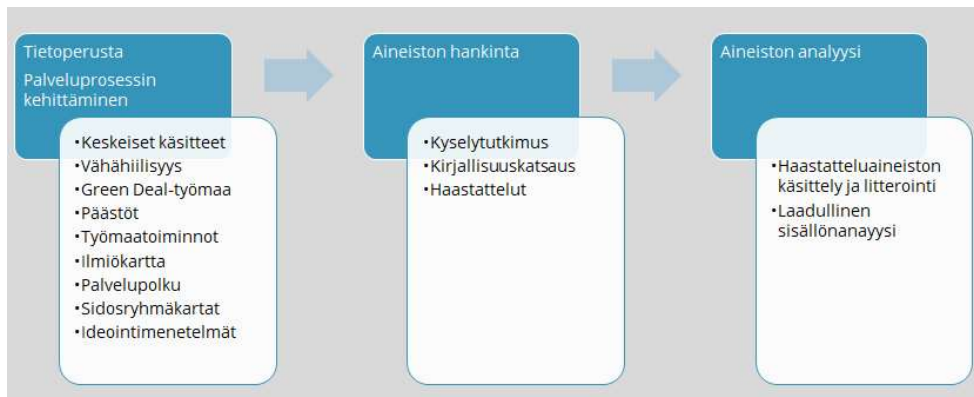 Tietoperusta
Palveluprosessin
kehittäminen
•Keskeiset käsitteet
•Vähähiilisyys
•Green Deal-työmaa
•Päästöt
•Työmaatoiminnot
•Ilmiökartta
•Palvelupolku
•Sidosryhmäkartat
•Ideointimenetelmät
Aineiston hankinta
•Kyselytutkimus
•Kirjallisuuskatsaus
•Haastattelut
Aineiston analyysi
•Haastatteluaineiston
käsittely ja litterointi
•Laadullinen
sisällönanayysi